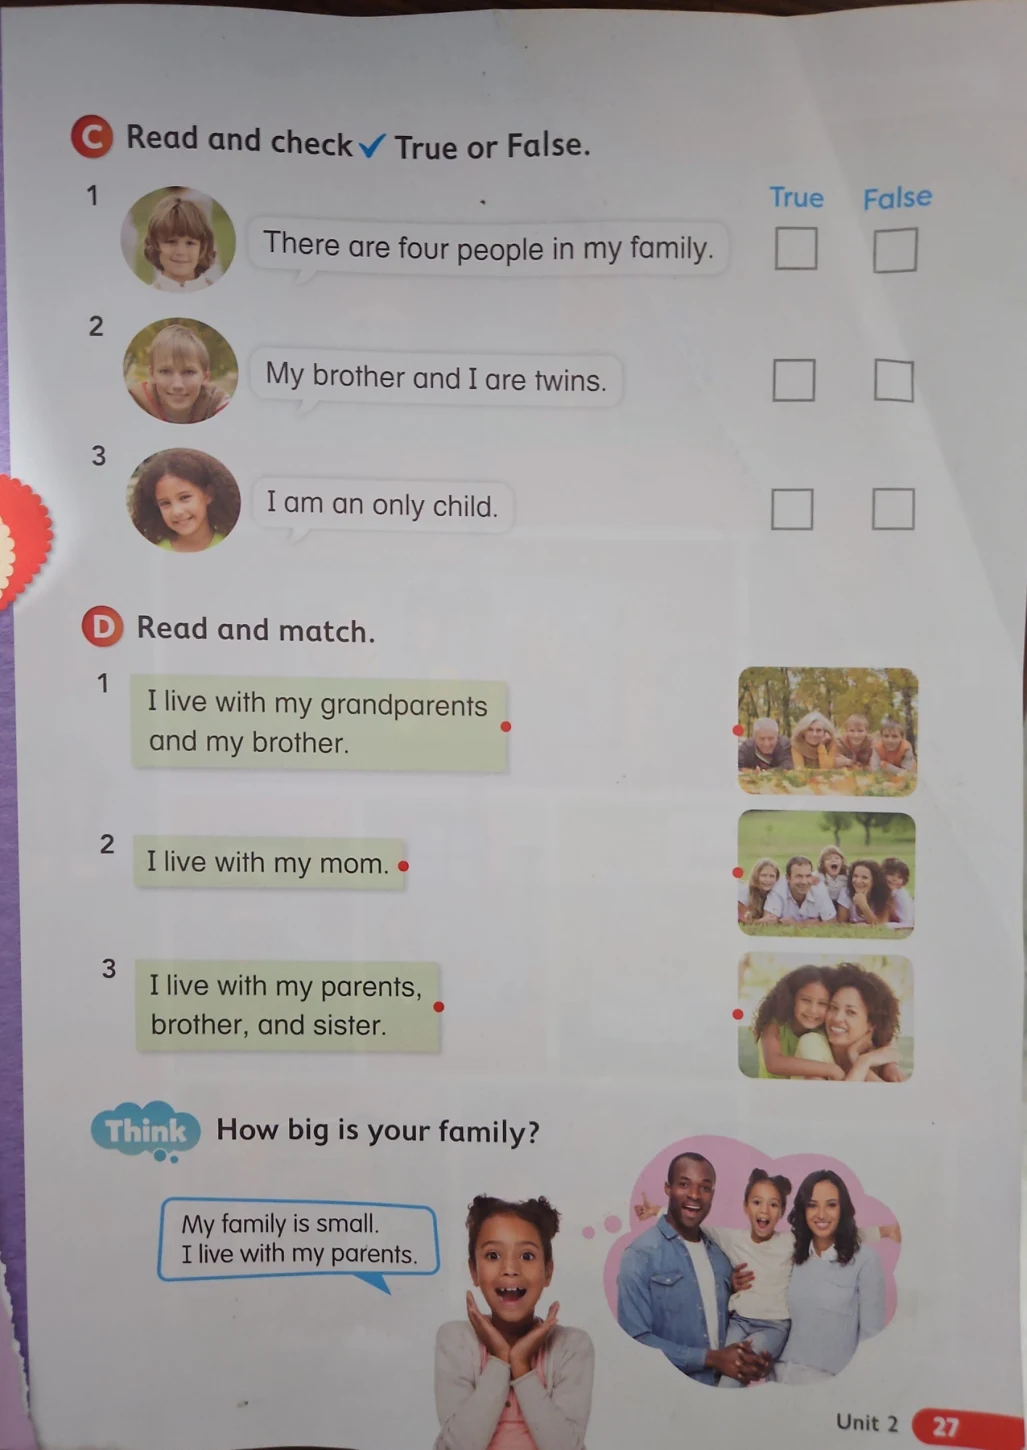 C Read and check ✓ True or False.
True False
1 There are four people in my family.
2 My brother and I are twins.
3 I am an only child.
D Read and match.
1 I live with my grandparents
and my brother.
2 I live with my mom.
3 I live with my parents,
brother, and sister.
Think How big is your family?
My family is small.
I live with my parents.
Unit 2 27